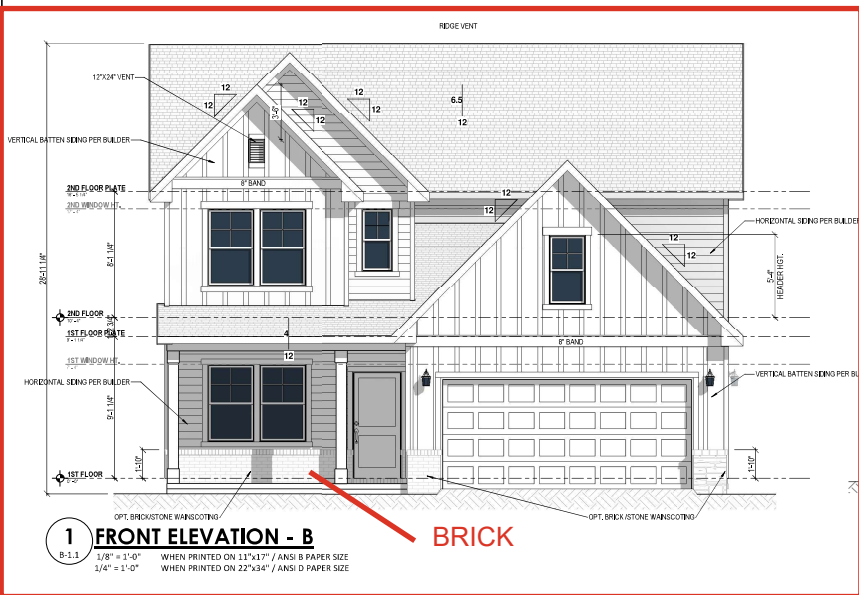 RIDGE VENT
12"X24" VENT
12
12
12
12
12
12
3'-6"
6.5
12
VERTICAL BATTEN SIDING PER BUILDER
8" BAND
2ND FLOOR PLATE
2ND WINDOW HT.
12
12
HORIZONTAL SIDING PER BUILDER
12
12
8'-1 1/4"
28'-11 1/4"
5'-4"
HEADER HGT.
2ND FLOOR
1ST FLOOR PLATE
4
12
8" BAND
1ST WINDOW HT.
VERTICAL BATTEN SIDING PER BU
HORIZONTAL SIDING PER BUILDER
9'-1 1/4"
1'-10"
1'-10"
1ST FLOOR
0'-0"
OPT. BRICK/STONE WAINSCOTING
OPT. BRICK/STONE WAINSCOTING
BRICK
1
B-1.1
FRONT ELEVATION - B
1/8" = 1'-0" WHEN PRINTED ON 11"x17" / ANSI B PAPER SIZE
1/4" = 1'-0" WHEN PRINTED ON 22"x34" / ANSI D PAPER SIZE